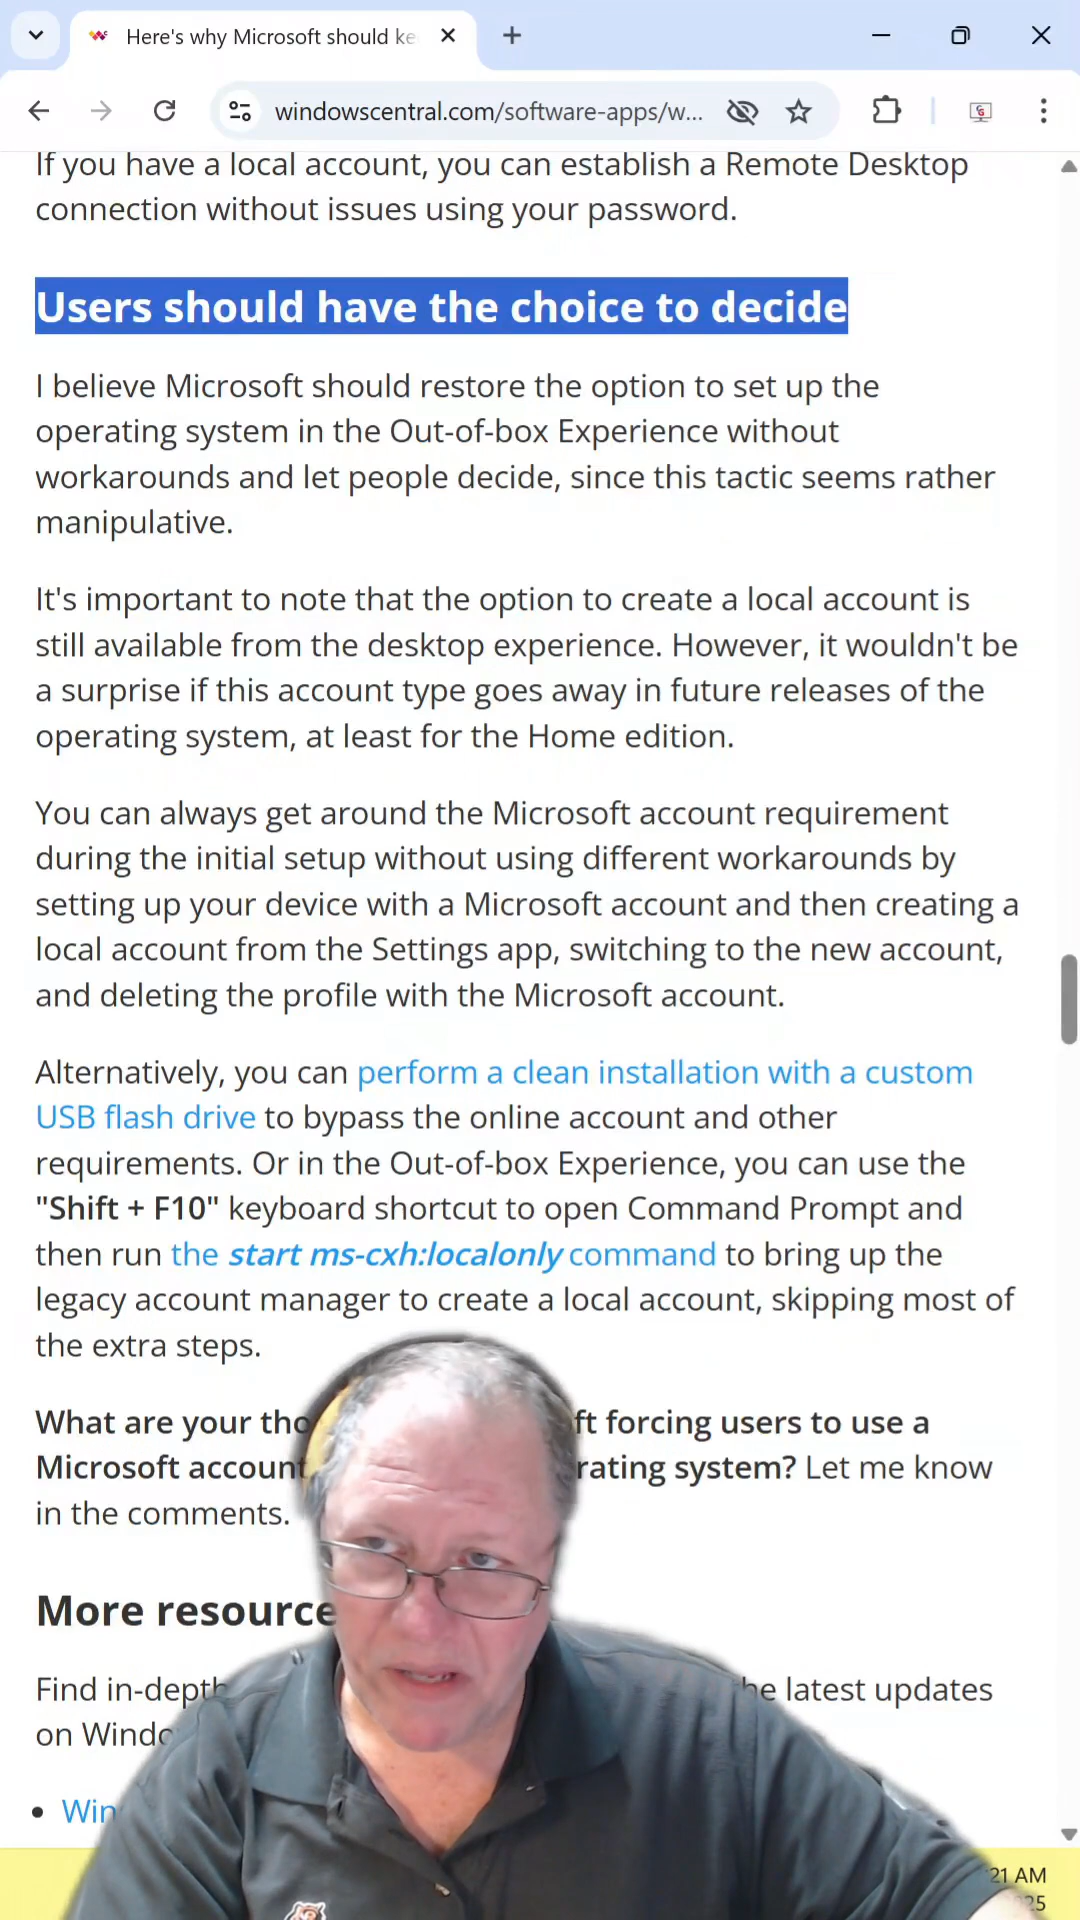 Here's why Microsoft should ke
windowscentral.com/software-apps/w...
If you have a local account, you can establish a Remote Desktop
connection without issues using your password.
Users should have the choice to decide
I believe Microsoft should restore the option to set up the
operating system in the Out-of-box Experience without
workarounds and let people decide, since this tactic seems rather
manipulative.
It's important to note that the option to create a local account is
still available from the desktop experience. However, it wouldn't be
a surprise if this account type goes away in future releases of the
operating system, at least for the Home edition.
You can always get around the Microsoft account requirement
during the initial setup without using different workarounds by
setting up your device with a Microsoft account and then creating a
local account from the Settings app, switching to the new account,
and deleting the profile with the Microsoft account.
Alternatively, you can perform a clean installation with a custom
USB flash drive to bypass the online account and other
requirements. Or in the Out-of-box Experience, you can use the
"Shift + F10" keyboard shortcut to open Command Prompt and
then run the start ms-cxh:localonly command to bring up the
legacy account manager to create a local account, skipping most of
the extra steps.
What are your tho ft forcing users to use a
Microsoft account rating system? Let me know
in the comments.
More resource
Find in-depth he latest updates
on Windo
• Win
21 AM
25